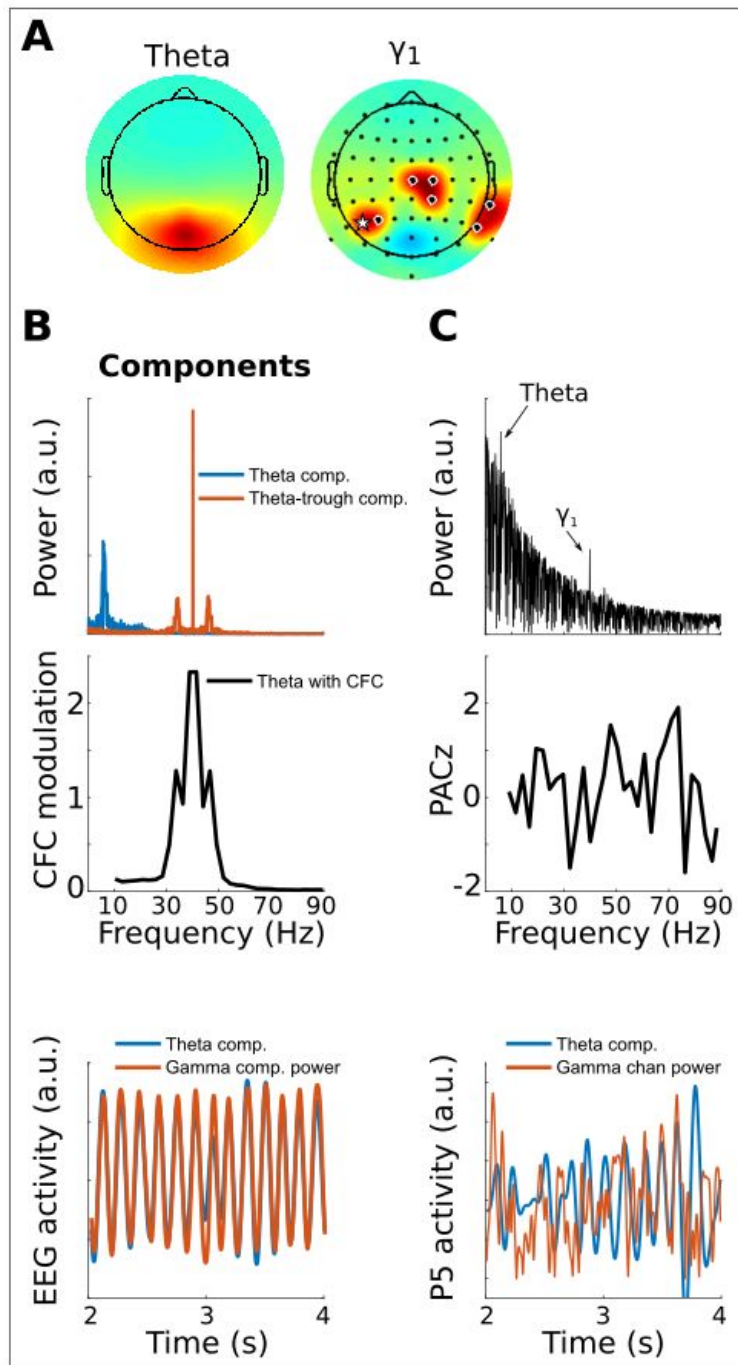 A
Theta
γ1
B
C
Components
Power (a.u.)
Theta comp.
Theta-trough comp.
Power (a.u.)
Theta
γ1
CFC modulation
2
1
0
Theta with CFC
10 30 50 70 90
Frequency (Hz)
PACz
2
0
-2
10 30 50 70 90
Frequency (Hz)
EEG activity (a.u.)
Theta comp.
Gamma comp. power
2 3 4
Time (s)
P5 activity (a.u.)
Theta comp.
Gamma chan power
2 3 4
Time (s)